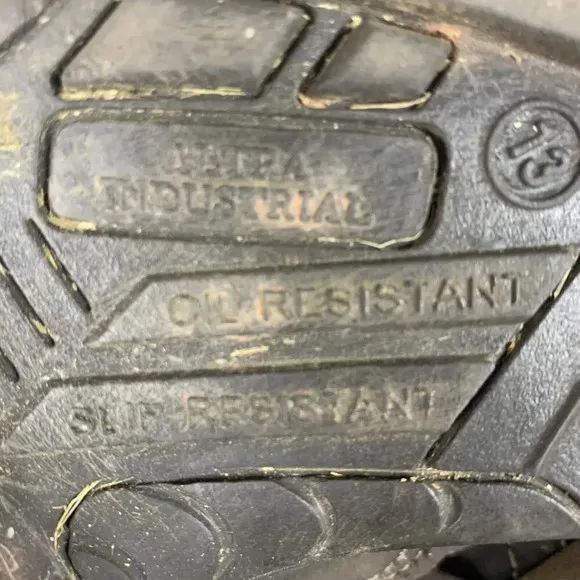 INDUSTRIAL
13
OIL RESISTANT
SLIP RESISTANT